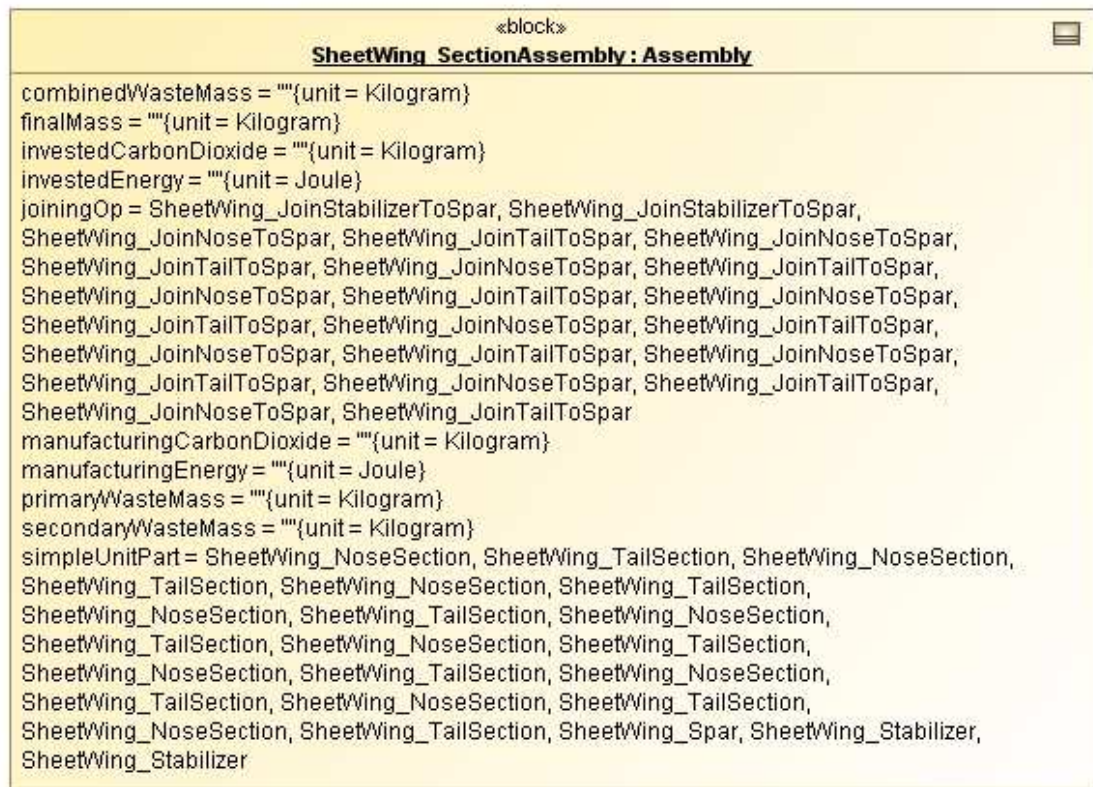 «block»
SheetWing_SectionAssembly : Assembly
combinedWasteMass = ""{unit = Kilogram}
finalMass = ""{unit = Kilogram}
investedCarbonDioxide = ""{unit = Kilogram}
investedEnergy = ""{unit = Joule}
joiningOp = SheetWing_JoinStabilizerToSpar, SheetWing_JoinStabilizerToSpar,
SheetWing_JoinNoseToSpar, SheetWing_JoinTailToSpar, SheetWing_JoinNoseToSpar,
SheetWing_JoinTailToSpar, SheetWing_JoinNoseToSpar, SheetWing_JoinTailToSpar,
SheetWing_JoinNoseToSpar, SheetWing_JoinTailToSpar, SheetWing_JoinNoseToSpar,
SheetWing_JoinTailToSpar, SheetWing_JoinNoseToSpar, SheetWing_JoinTailToSpar,
SheetWing_JoinNoseToSpar, SheetWing_JoinTailToSpar, SheetWing_JoinNoseToSpar,
SheetWing_JoinTailToSpar, SheetWing_JoinNoseToSpar, SheetWing_JoinTailToSpar,
SheetWing_JoinNoseToSpar, SheetWing_JoinTailToSpar
manufacturingCarbonDioxide = ""{unit = Kilogram}
manufacturingEnergy = ""{unit = Joule}
primaryWasteMass = ""{unit = Kilogram}
secondaryWasteMass = ""{unit = Kilogram}
simpleUnitPart = SheetWing_NoseSection, SheetWing_TailSection, SheetWing_NoseSection,
SheetWing_TailSection, SheetWing_NoseSection, SheetWing_TailSection,
SheetWing_NoseSection, SheetWing_TailSection, SheetWing_NoseSection,
SheetWing_TailSection, SheetWing_NoseSection, SheetWing_TailSection,
SheetWing_NoseSection, SheetWing_TailSection, SheetWing_NoseSection,
SheetWing_TailSection, SheetWing_NoseSection, SheetWing_TailSection,
SheetWing_NoseSection, SheetWing_TailSection, SheetWing_Spar, SheetWing_Stabilizer,
SheetWing_Stabilizer